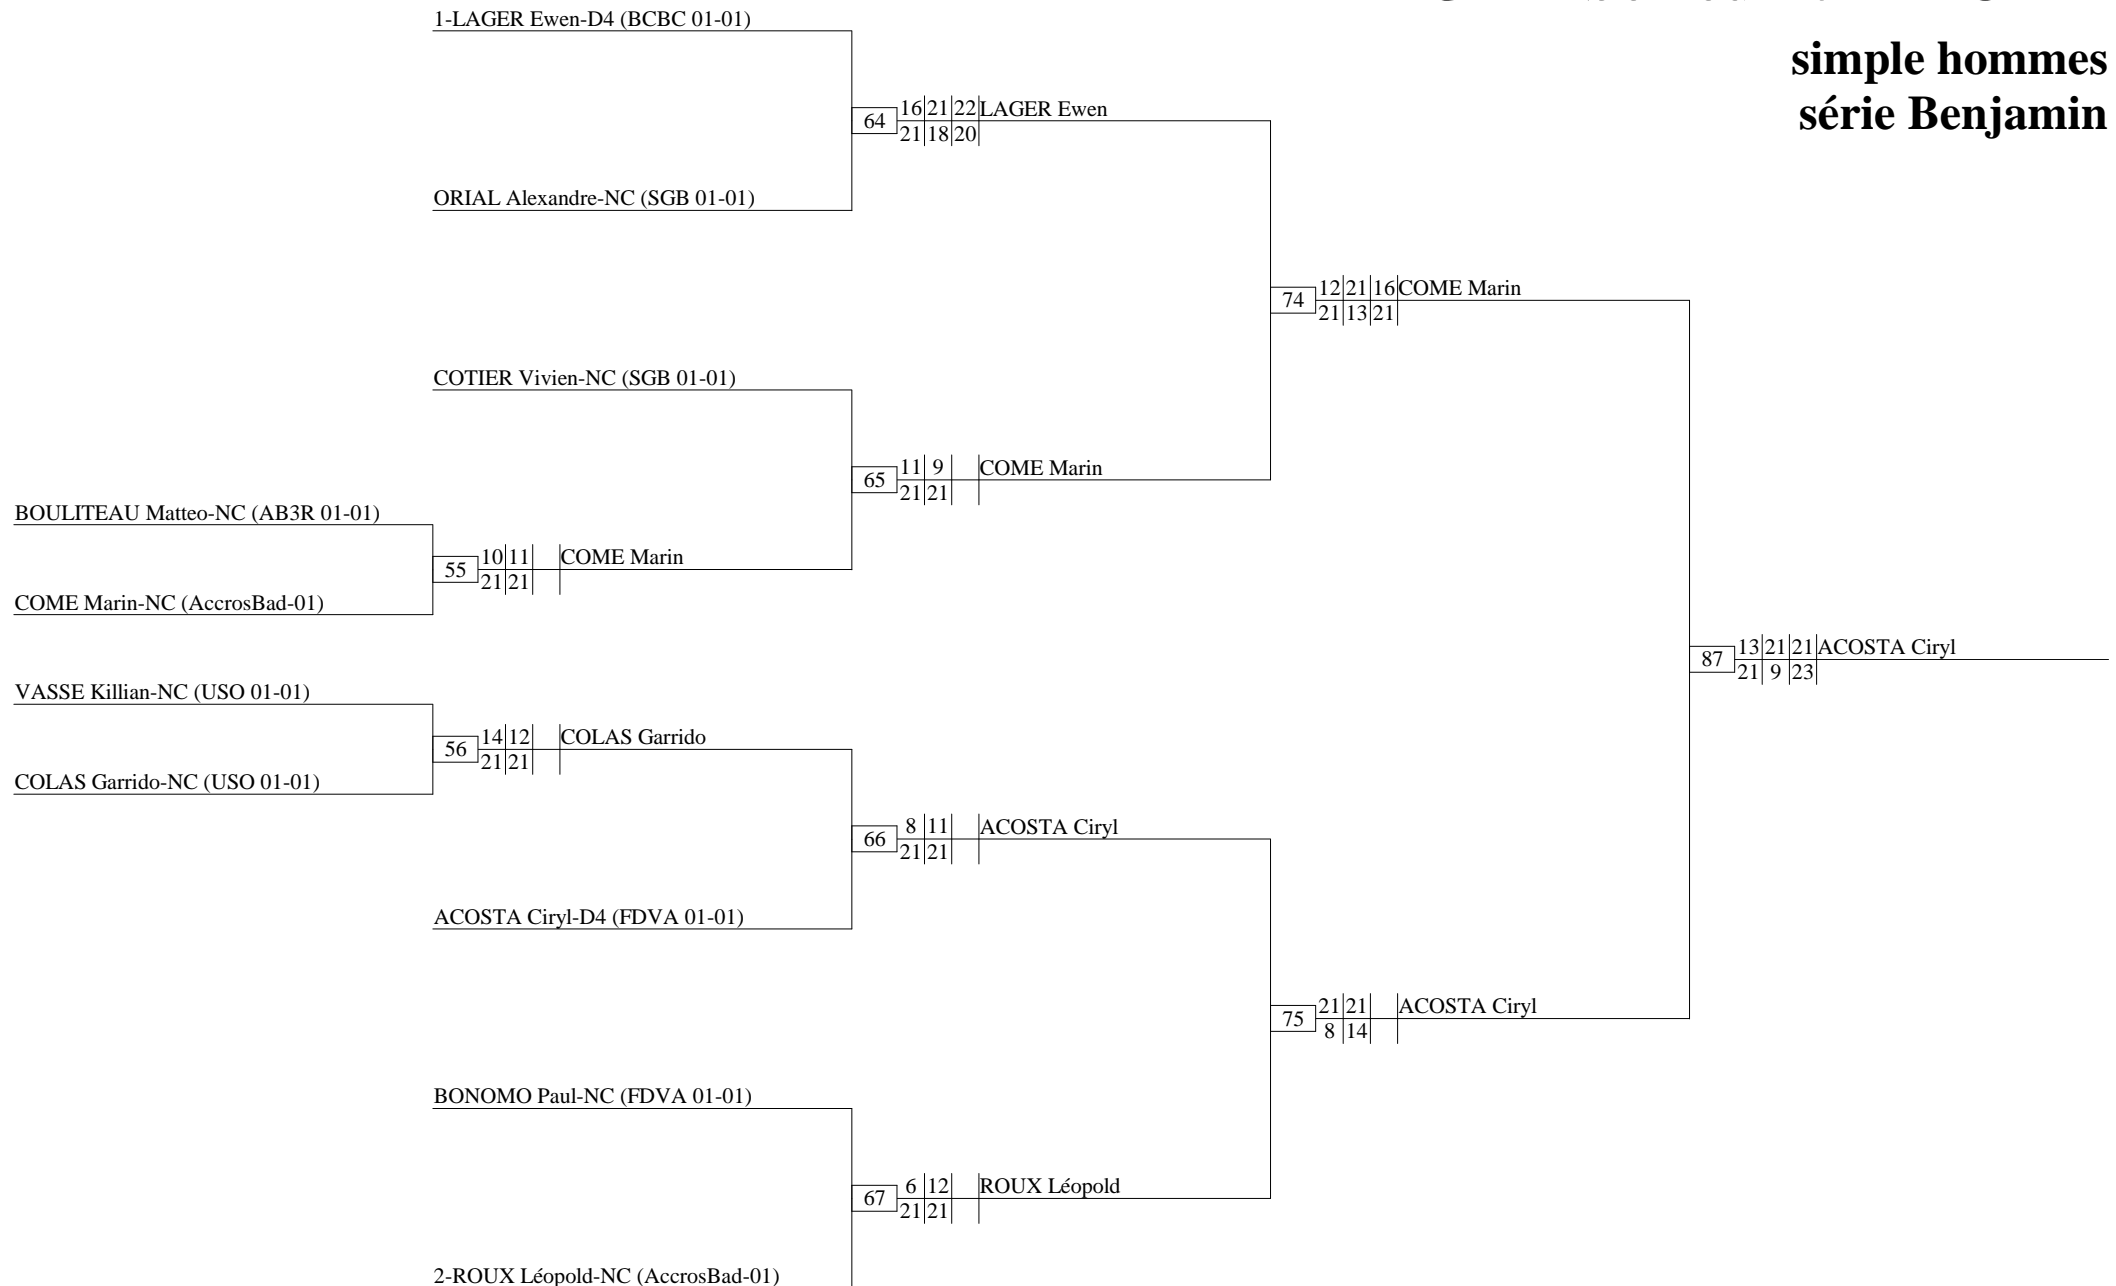 simple hommes
série Benjamin
1-LAGER Ewen-D4 (BCBC 01-01)
64 16 21 22 LAGER Ewen
21 18 20
ORIAL Alexandre-NC (SGB 01-01)
74 12 21 16 COME Marin
21 13 21
COTIER Vivien-NC (SGB 01-01)
65 11 9 COME Marin
21 21
BOULITEAU Matteo-NC (AB3R 01-01)
55 10 11 COME Marin
21 21
COME Marin-NC (AccrosBad-01)
87 13 21 21 ACOSTA Ciryl
21 9 23
VASSE Killian-NC (USO 01-01)
56 14 12 COLAS Garrido
21 21
COLAS Garrido-NC (USO 01-01)
66 8 11 ACOSTA Ciryl
21 21
ACOSTA Ciryl-D4 (FDVA 01-01)
75 21 21 ACOSTA Ciryl
8 14
BONOMO Paul-NC (FDVA 01-01)
67 6 12 ROUX Léopold
21 21
2-ROUX Léopold-NC (AccrosBad-01)